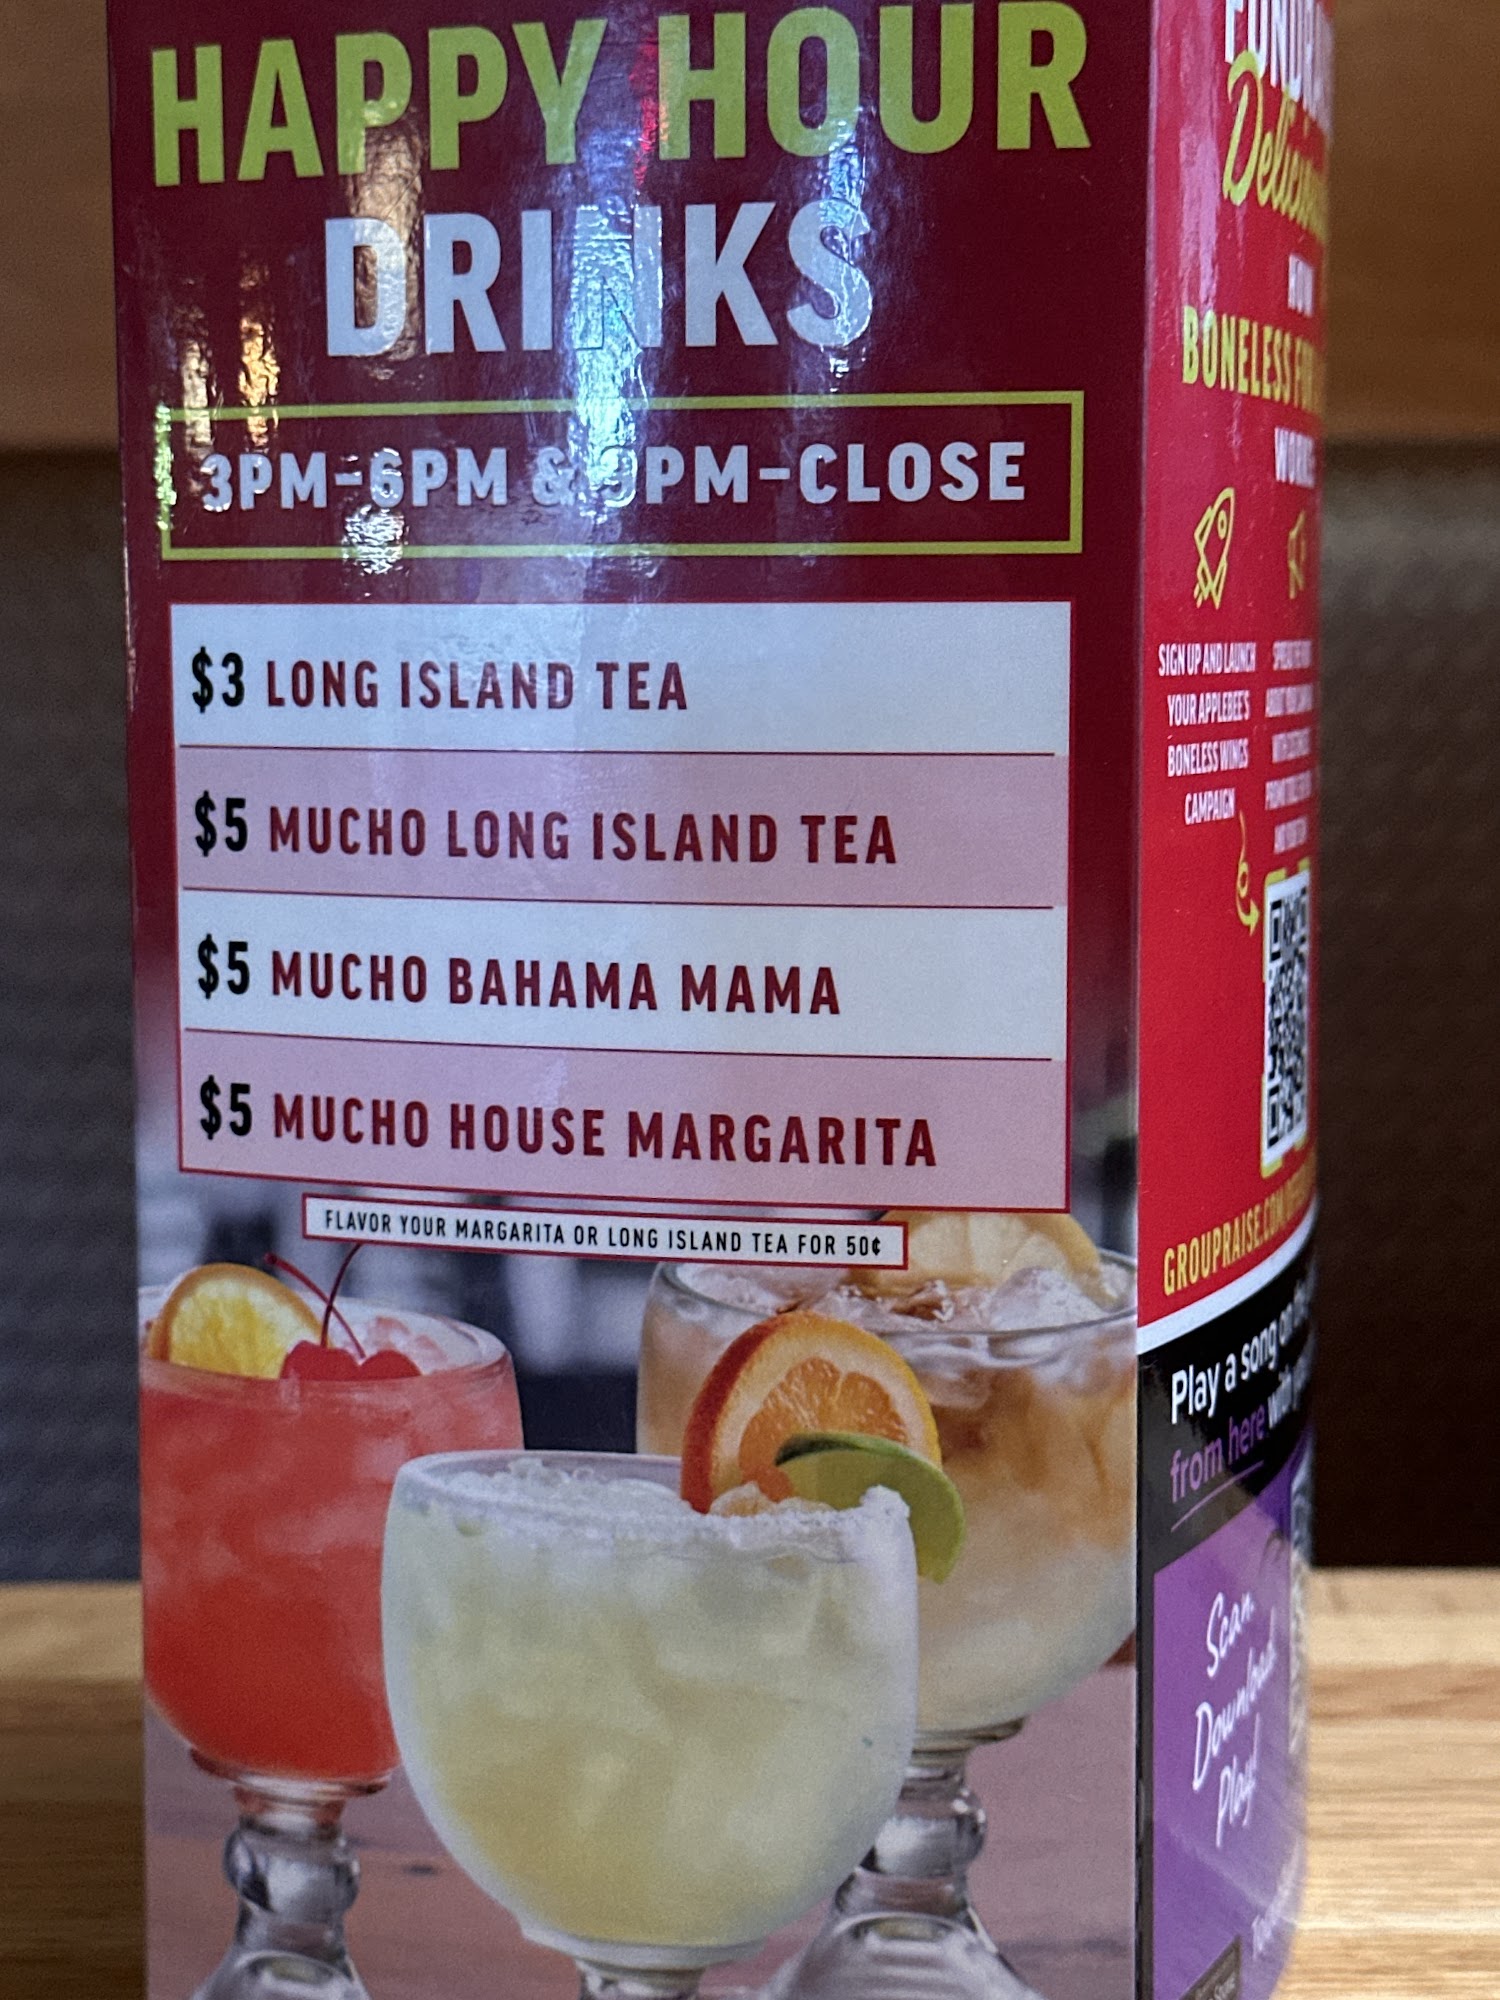 HAPPY HOUR
DRINKS
3PM-6PM & 9PM-CLOSE
$3 LONG ISLAND TEA
$5 MUCHO LONG ISLAND TEA
$5 MUCHO BAHAMA MAMA
$5 MUCHO HOUSE MARGARITA
FLAVOR YOUR MARGARITA OR LONG ISLAND TEA FOR 50¢
BONELESS
SIGN UP AND LAUNCH
YOUR APPLEBEE'S
BONELESS WINGS
CAMPAIGN
Play a song on
from here
Scan.
Download
Play!